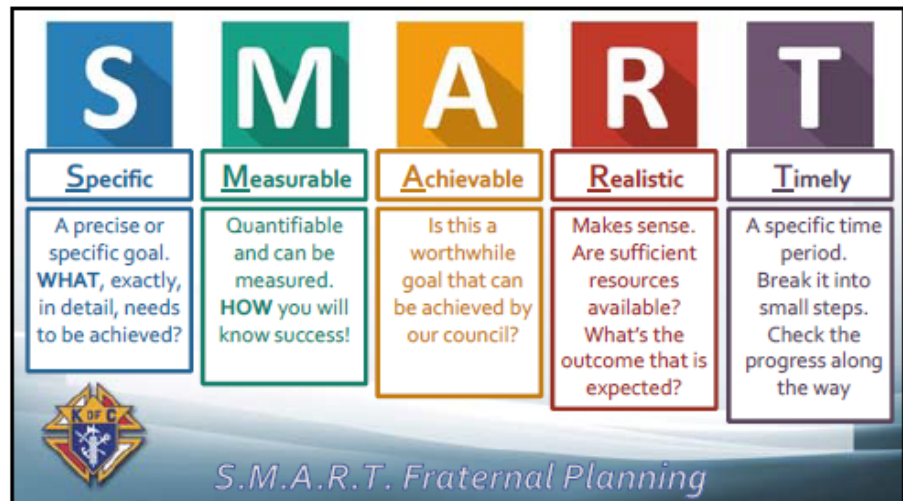 S M A R T
Specific
A precise or
specific goal.
WHAT, exactly,
in detail, needs
to be achieved?
Measurable
Quantifiable
and can be
measured.
HOW you will
know success!
Achievable
Is this a
worthwhile
goal that can
be achieved by
our council?
Realistic
Makes sense.
Are sufficient
resources
available?
What's the
outcome that is
expected?
Timely
A specific time
period.
Break it into
small steps.
Check the
progress along
the way
K OF C
S.M.A.R.T. Fraternal Planning